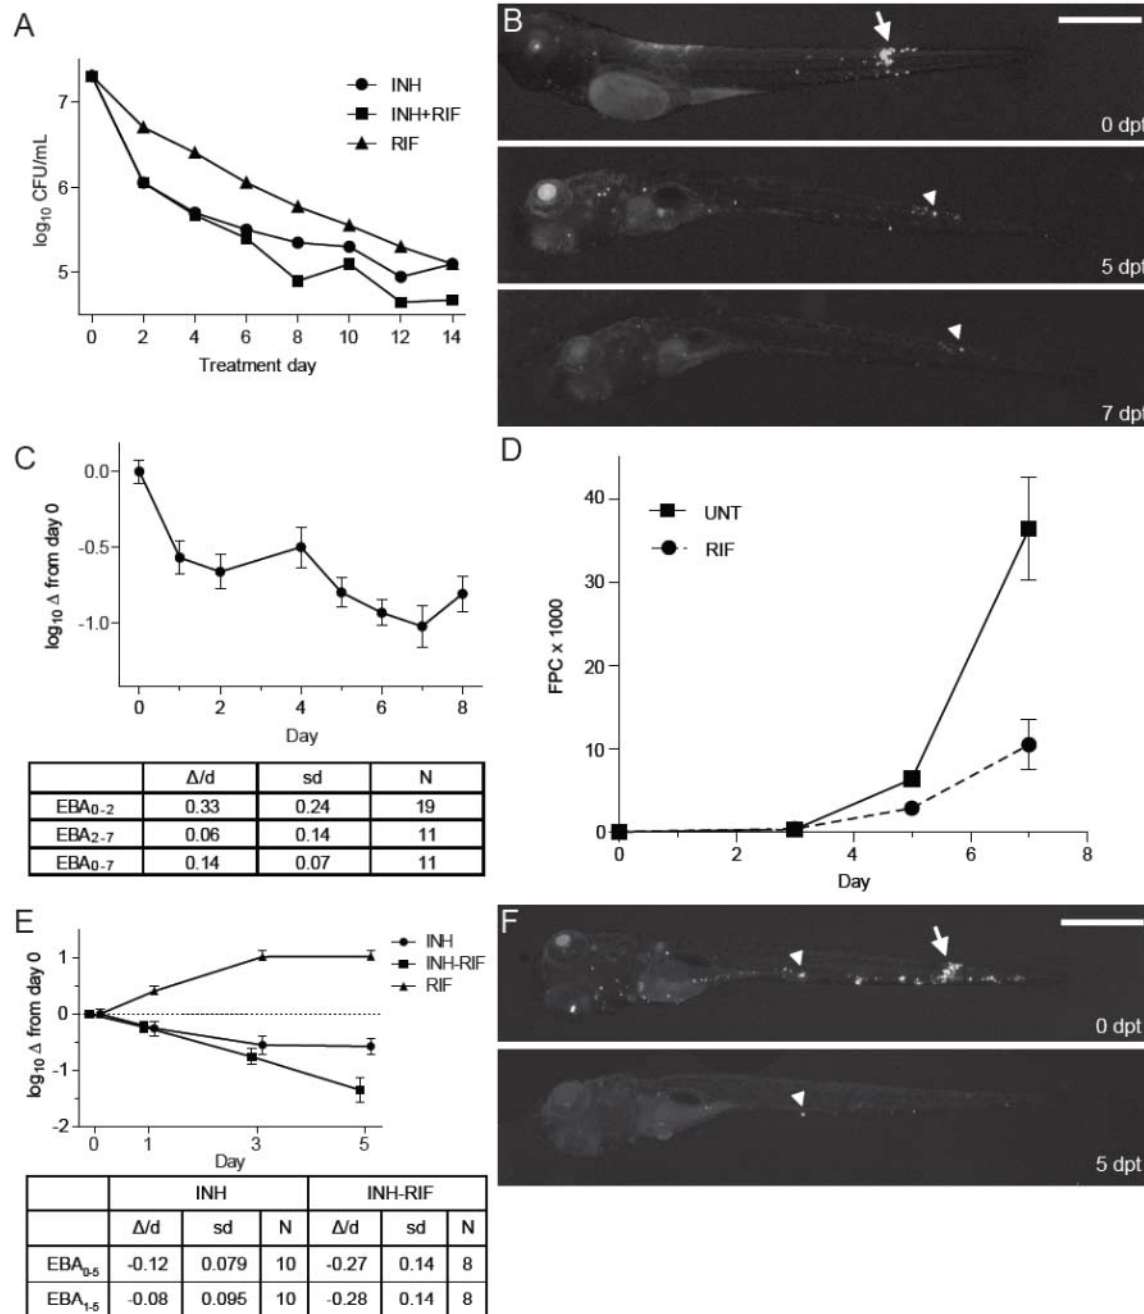 A
INH
INH+RIF
RIF
7
6
5
log₁₀ CFU/mL
0 2 4 6 8 10 12 14
Treatment day
B
0 dpt
5 dpt
7 dpt
C
0.0
-0.5
-1.0
log₁₀ Δ from day 0
0 2 4 6 8
Day
Δ/d sd N
EBA₀₋₂ 0.33 0.24 19
EBA₂₋₇ 0.06 0.14 11
EBA₀₋₇ 0.14 0.07 11
D
UNT
RIF
40
30
20
10
0
FPC x 1000
0 2 4 6 8
Day
E
INH
INH-RIF
RIF
1
0
-1
-2
log₁₀ Δ from day 0
0 1 3 5
Day
INH INH-RIF
Δ/d sd N Δ/d sd N
EBA₀₋₅ -0.12 0.079 10 -0.27 0.14 8
EBA₁₋₅ -0.08 0.095 10 -0.28 0.14 8
F
0 dpt
5 dpt